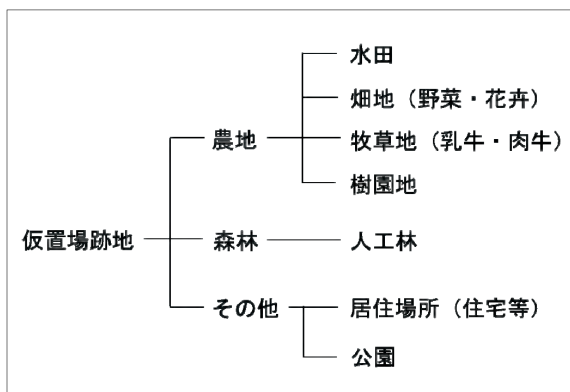 水田
畑地（野菜・花卉）
農地
牧草地（乳牛・肉牛）
樹園地
仮置場跡地
森林
人工林
その他
居住場所（住宅等）
公園